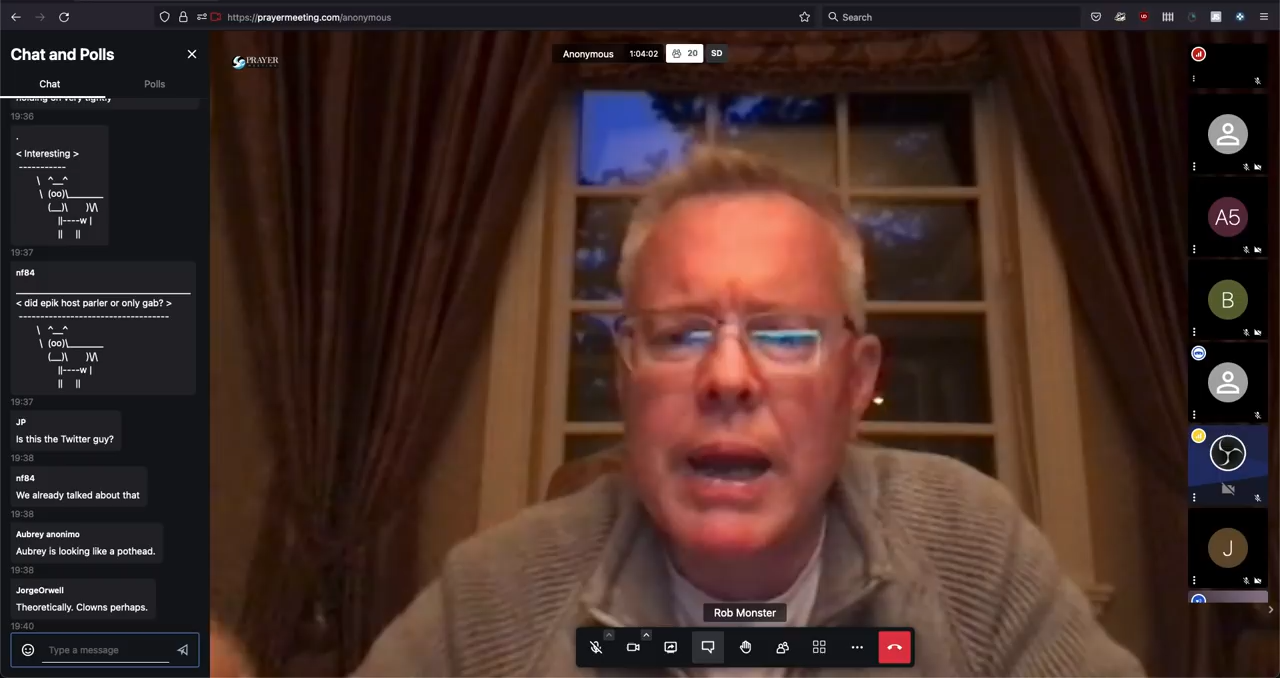 https://prayermeeting.com/anonymous
Search
Chat and Polls
Chat
Polls
holding on very tightly
19:36
.
< Interesting >
-----------
\ ^__^
\ (oo)\_______
(__)\ )\/\
||----w |
|| ||
19:37
nf84
< did epik host parler or only gab? >
-----------------------------------
\ ^__^
\ (oo)\_______
(__)\ )\/\
||----w |
|| ||
19:37
JP
Is this the Twitter guy?
19:38
nf84
We already talked about that
19:38
Aubrey anonimo
Aubrey is looking like a pothead.
19:38
JorgeOrwell
Theoretically. Clowns perhaps.
19:40
Type a message
PRAYER
MEETING
Anonymous 1:04:02 20 SD
Rob Monster
A5
B
J